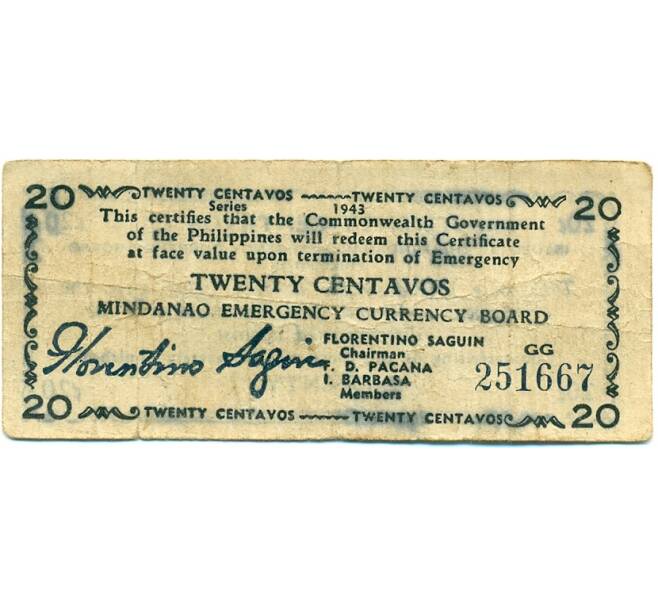 20 TWENTY CENTAVOS TWENTY CENTAVOS 20
Series 1943
This certifies that the Commonwealth Government
of the Philippines will redeem this Certificate
at face value upon termination of Emergency
TWENTY CENTAVOS
MINDANAO EMERGENCY CURRENCY BOARD
Florentino Saguin
FLORENTINO SAGUIN
Chairman
F. D. PACANA
I. BARBASA
Members
GG
251667
20 TWENTY CENTAVOS TWENTY CENTAVOS 20